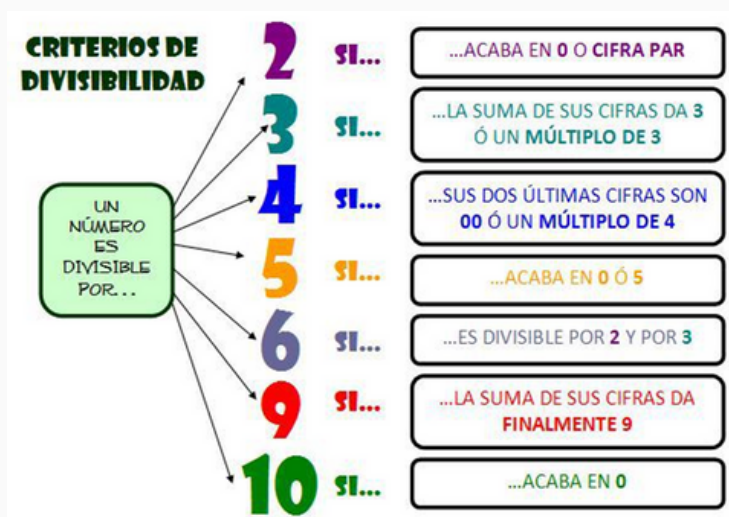 CRITERIOS DE
DIVISIBILIDAD
UN
NÚMERO
ES
DIVISIBLE
POR...
2 SI... ...ACABA EN 0 O CIFRA PAR
3 SI... ...LA SUMA DE SUS CIFRAS DA 3
Ó UN MÚLTIPLO DE 3
4 SI... ...SUS DOS ÚLTIMAS CIFRAS SON
00 Ó UN MÚLTIPLO DE 4
5 SI... ...ACABA EN 0 Ó 5
6 SI... ...ES DIVISIBLE POR 2 Y POR 3
9 SI... ...LA SUMA DE SUS CIFRAS DA
FINALMENTE 9
10 SI... ...ACABA EN 0